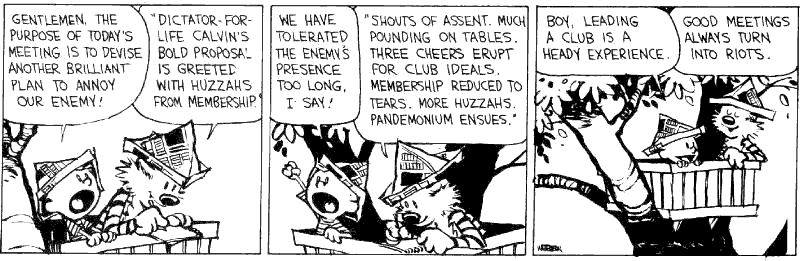 GENTLEMEN, THE
PURPOSE OF TODAY'S
MEETING IS TO DEVISE
ANOTHER BRILLIANT
PLAN TO ANNOY
OUR ENEMY!
"DICTATOR-FOR-
LIFE CALVIN'S
BOLD PROPOSAL
IS GREETED
WITH HUZZAHS
FROM MEMBERSHIP."
WE HAVE
TOLERATED
THE ENEMY'S
PRESENCE
TOO LONG,
I SAY!
"SHOUTS OF ASSENT. MUCH
POUNDING ON TABLES.
THREE CHEERS ERUPT
FOR CLUB IDEALS.
MEMBERSHIP REDUCED TO
TEARS. MORE HUZZAHS.
PANDEMONIUM ENSUES."
BOY, LEADING
A CLUB IS A
HEADY EXPERIENCE.
GOOD MEETINGS
ALWAYS TURN
INTO RIOTS.